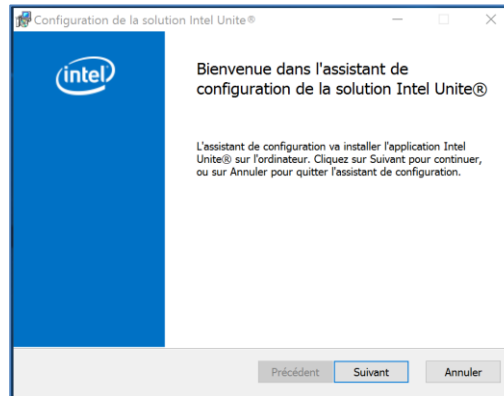 Configuration de la solution Intel Unite®
intel
Bienvenue dans l'assistant de
configuration de la solution Intel Unite®
L'assistant de configuration va installer l'application Intel
Unite® sur l'ordinateur. Cliquez sur Suivant pour continuer,
ou sur Annuler pour quitter l'assistant de configuration.
Précédent Suivant Annuler